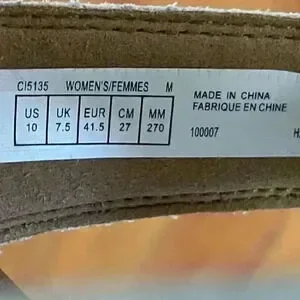 CI5135 WOMEN'S/FEMMES M
US UK EUR CM MM
10 7.5 41.5 27 270
MADE IN CHINA
FABRIQUE EN CHINE
100007